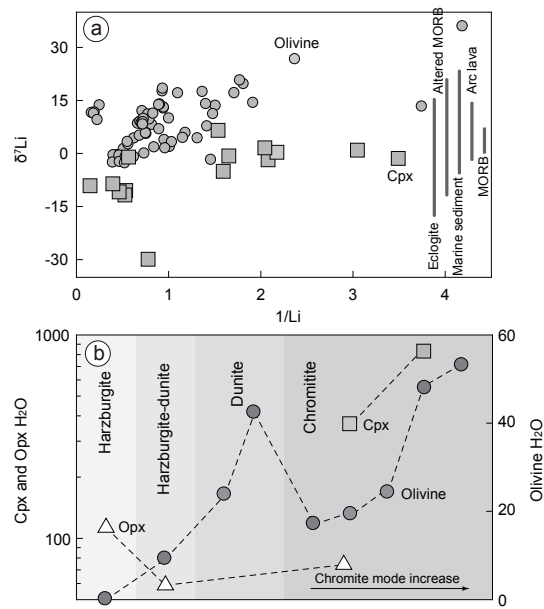 a
30
15
0
-15
-30
δ⁷Li
Olivine
Cpx
Eclogite
Altered MORB
Marine sediment
Arc lava
MORB
0
1
2
3
4
1/Li
b
1000
100
Cpx and Opx H₂O
60
40
20
0
Olivine H₂O
Harzburgite
Harzburgite-dunite
Dunite
Chromitite
Cpx
Olivine
Opx
Chromite mode increase